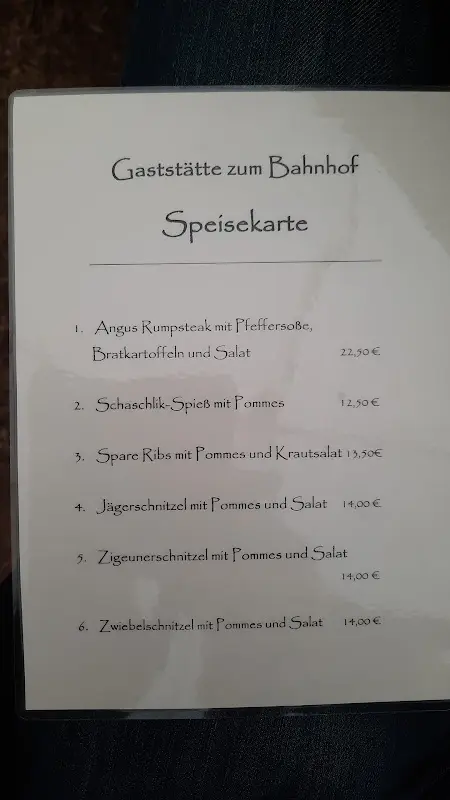 Gaststätte zum Bahnhof
Speisekarte
1. Angus Rumpsteak mit Pfeffersoße,
Bratkartoffeln und Salat 22,50 €
2. Schaschlik-Spieß mit Pommes 12,50 €
3. Spare Ribs mit Pommes und Krautsalat 13,50€
4. Jägerschnitzel mit Pommes und Salat 14,00 €
5. Zigeunerschnitzel mit Pommes und Salat
14,00 €
6. Zwiebelschnitzel mit Pommes und Salat 14,00 €